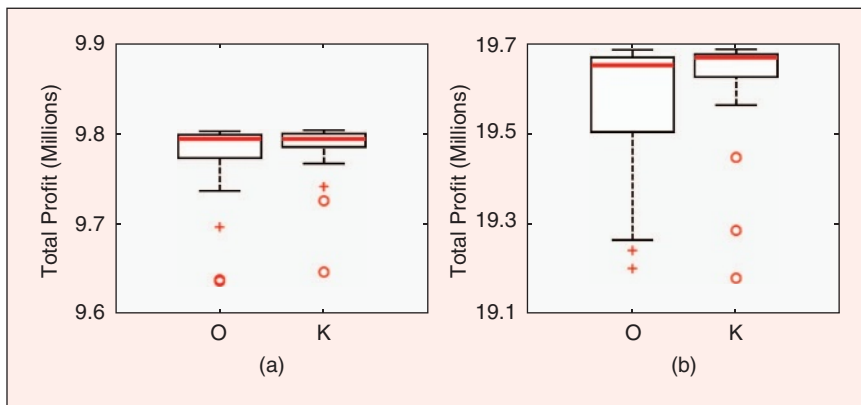 Total Profit (Millions)
9.9
9.8
9.7
9.6
O
K
(a)
Total Profit (Millions)
19.7
19.5
19.3
19.1
O
K
(b)